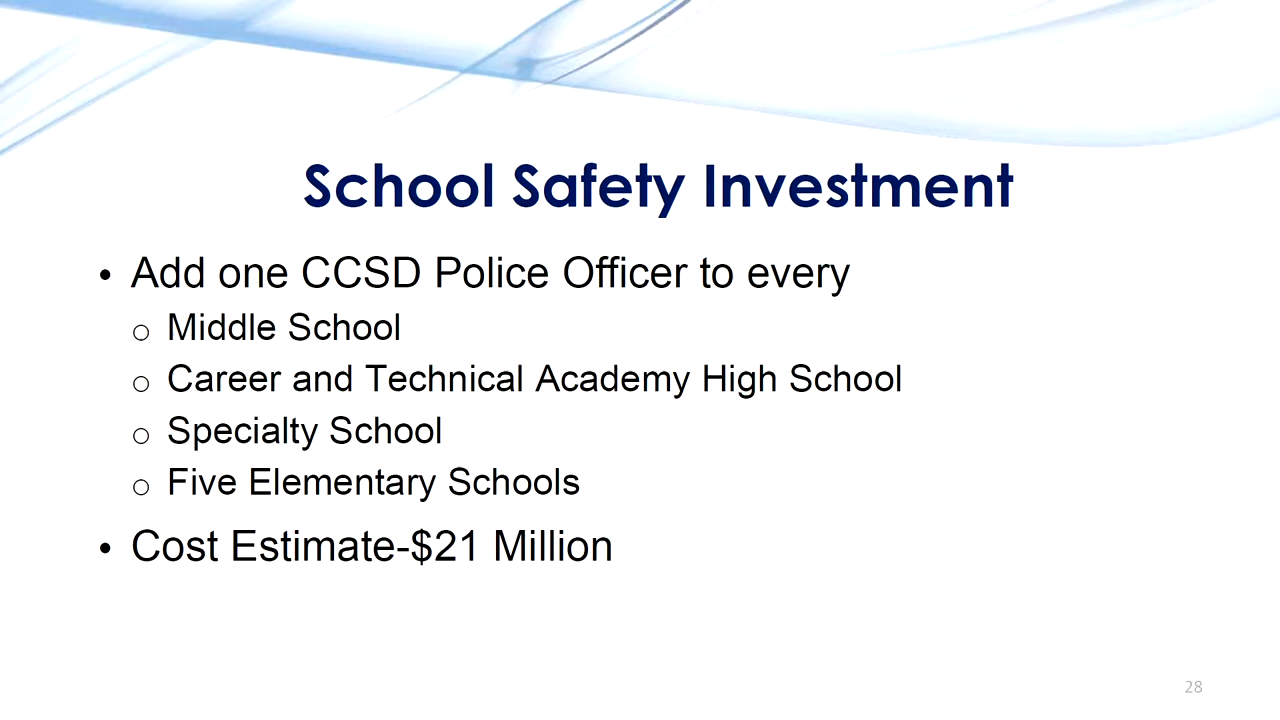 School Safety Investment
• Add one CCSD Police Officer to every
o Middle School
o Career and Technical Academy High School
o Specialty School
o Five Elementary Schools
• Cost Estimate-$21 Million
28